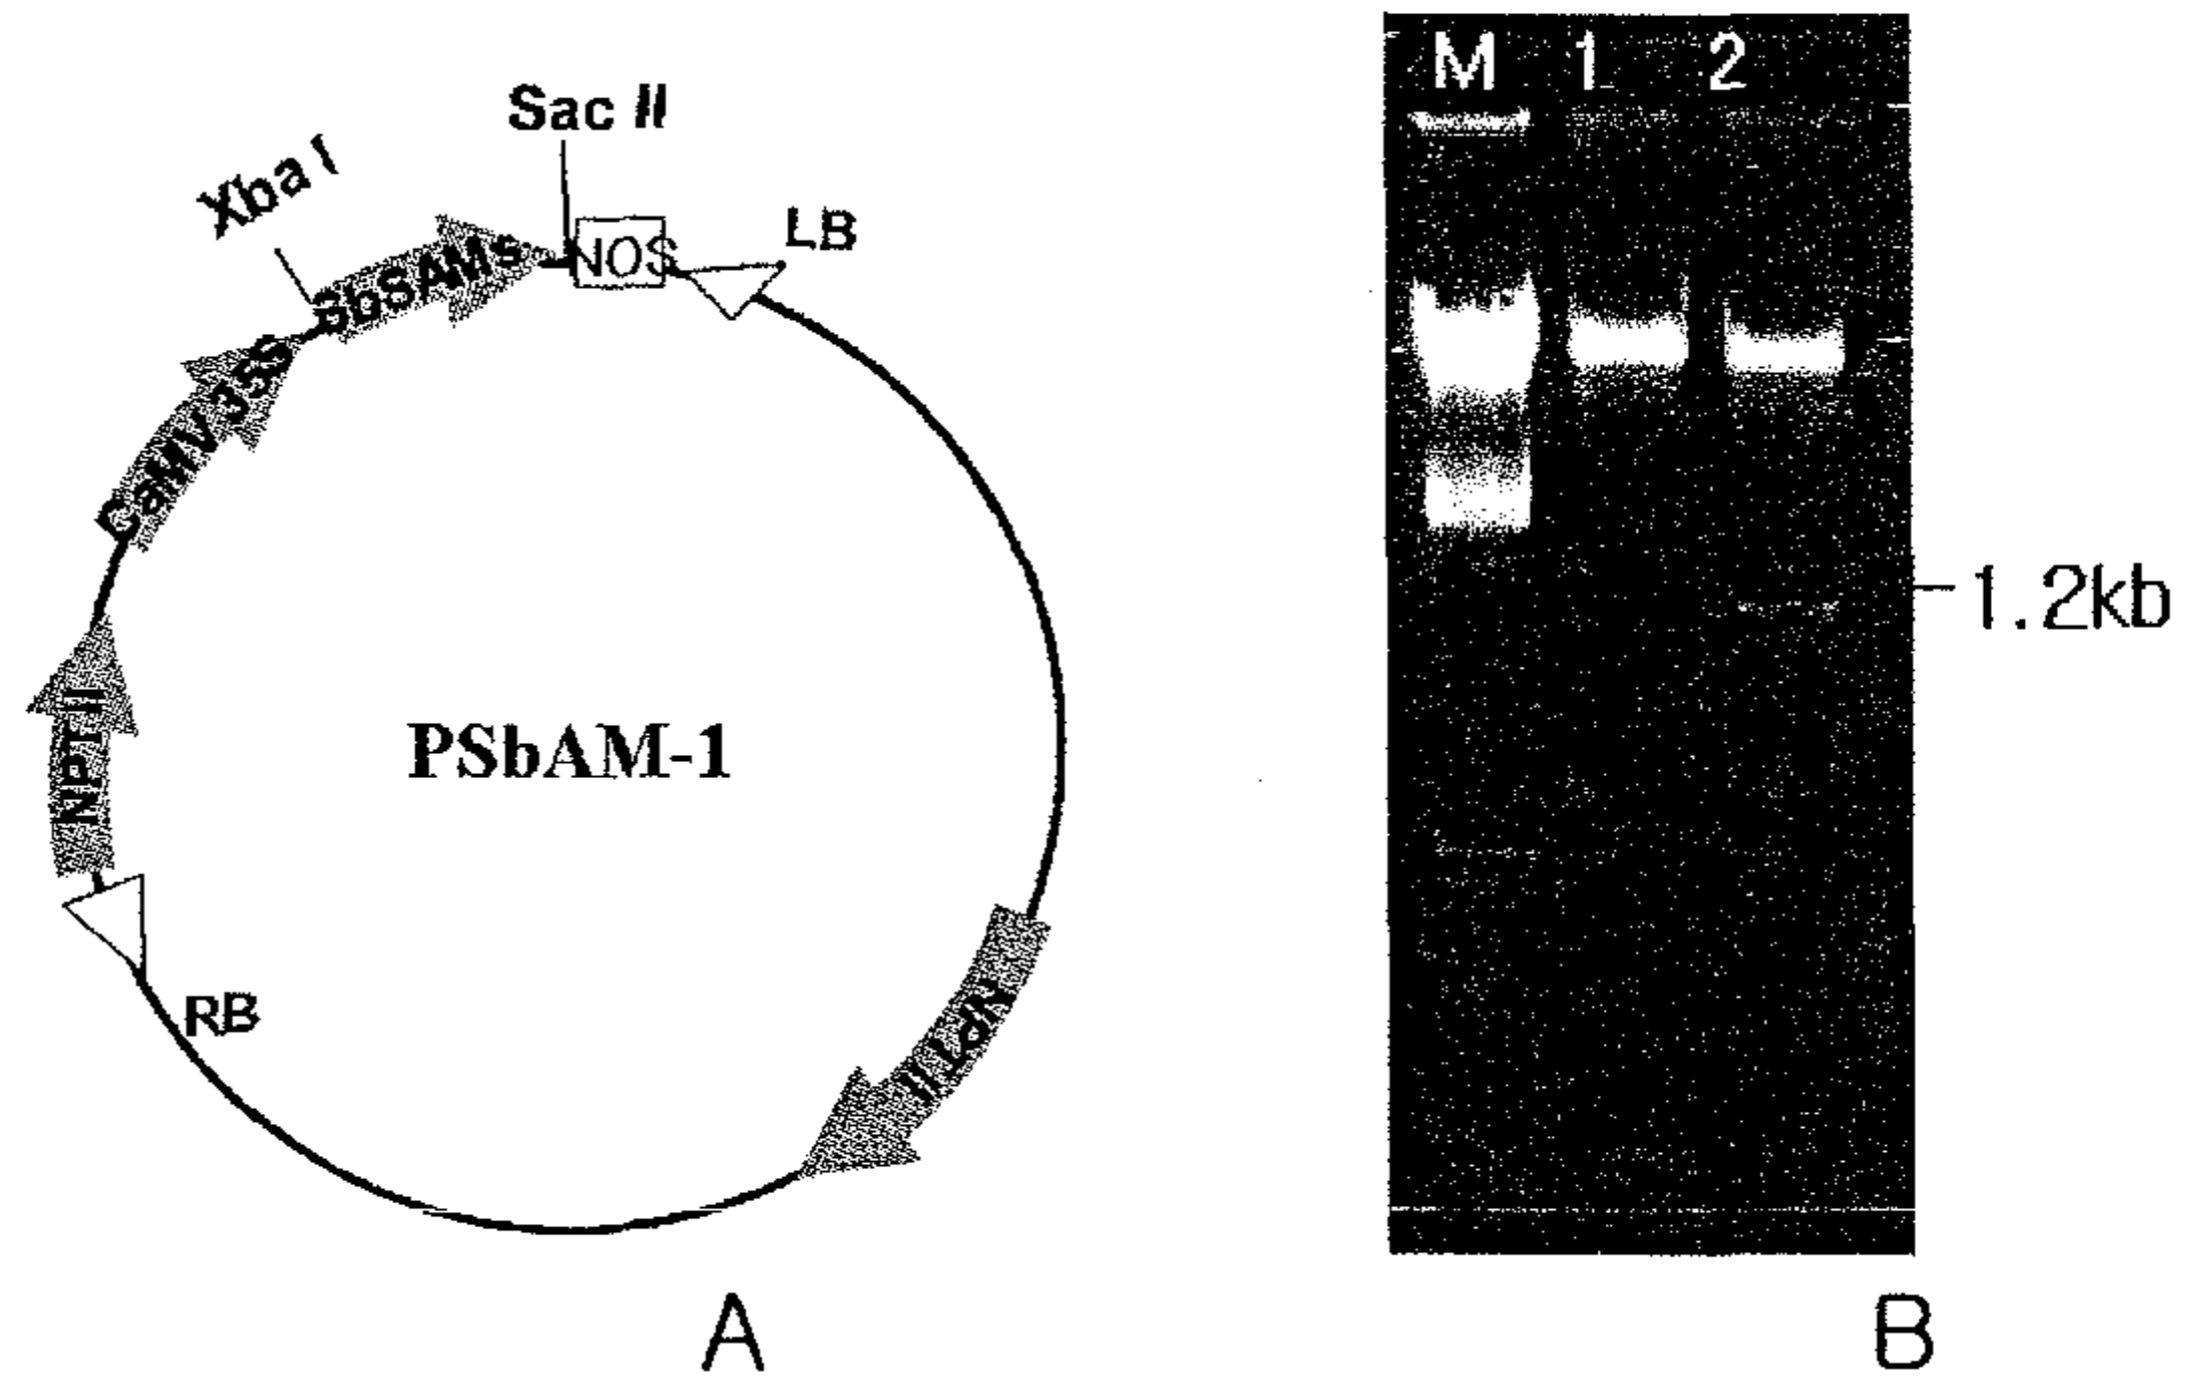 Sac II
Xba I
LB
NOS
SbSAMs
CaMV 35S
NPT II
PSbAM-1
RB
NPT II
A
M 1 2
1.2kb
B